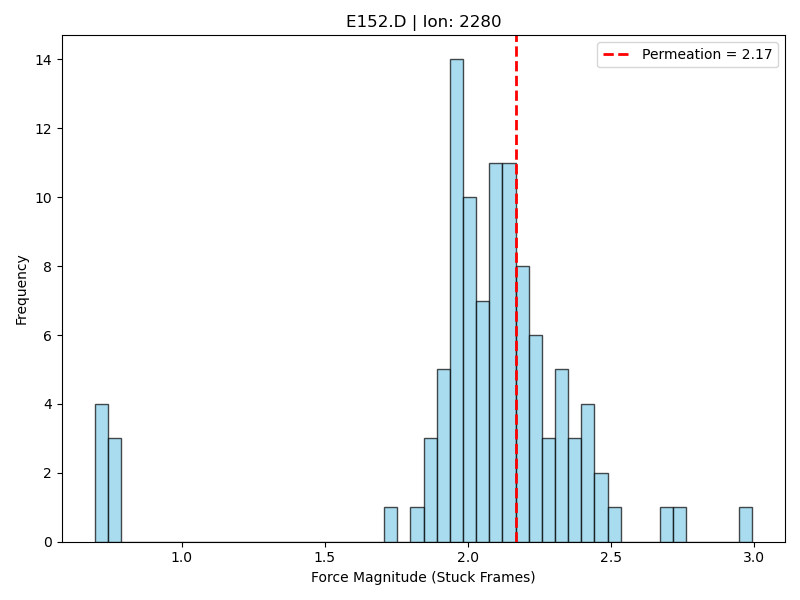 E152.D | Ion: 2280
Permeation = 2.17
Frequency
14
12
10
8
6
4
2
0
1.0 1.5 2.0 2.5 3.0
Force Magnitude (Stuck Frames)